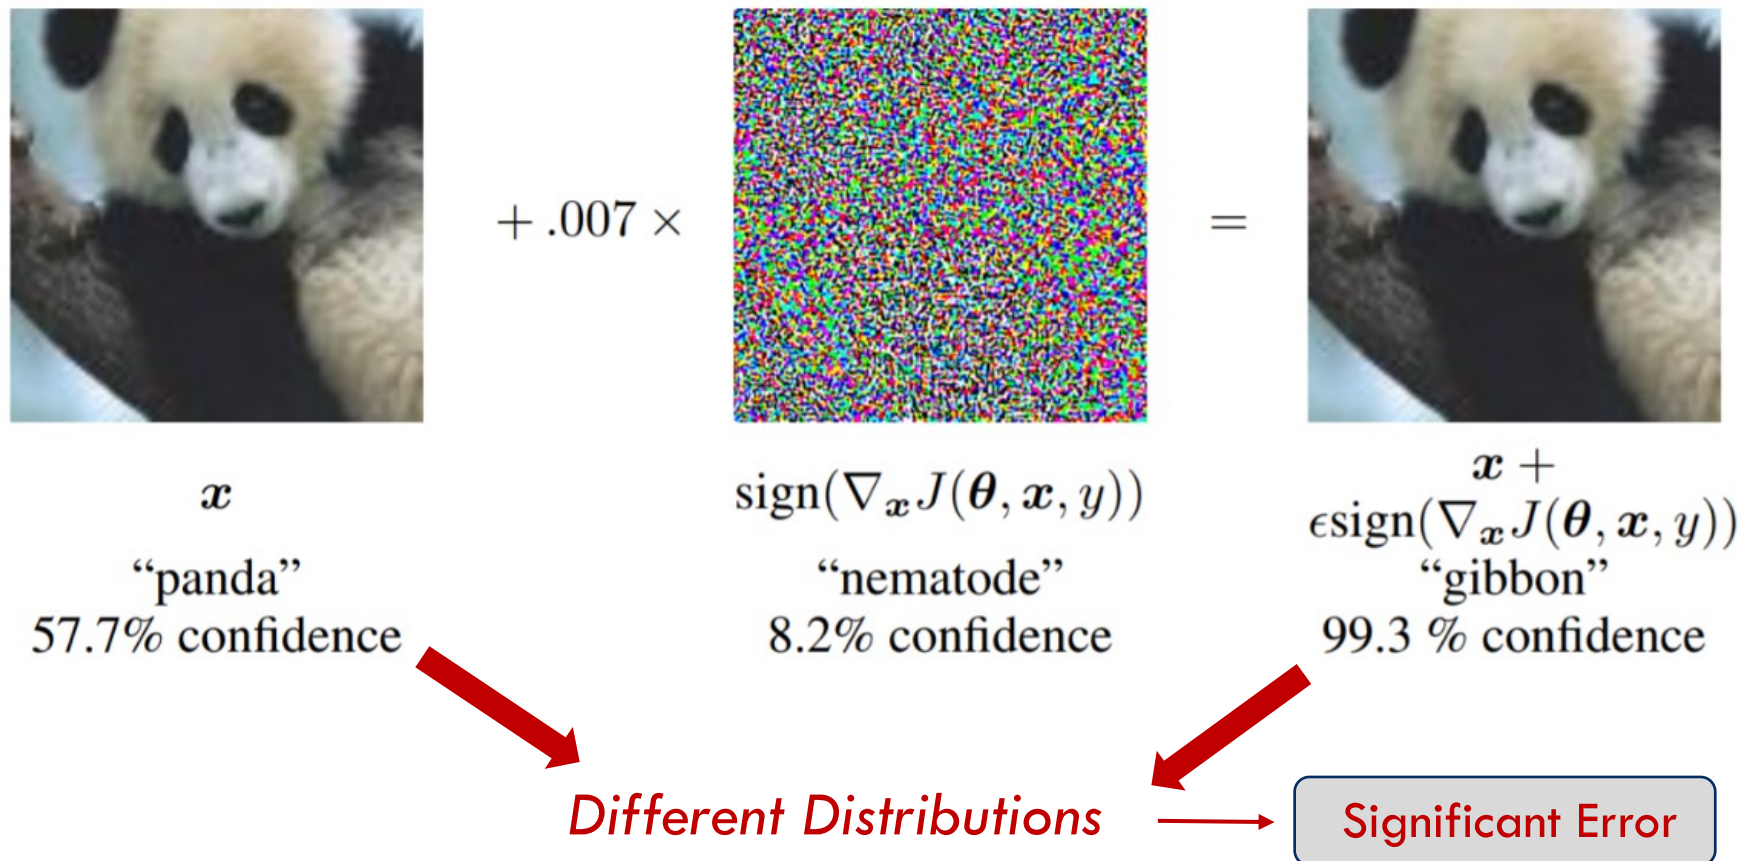 + .007 ×
=
x
sign(∇ₓJ(θ, x, y))
x +
ϵsign(∇ₓJ(θ, x, y))
“panda”
“nematode”
“gibbon”
57.7% confidence
8.2% confidence
99.3 % confidence
Different Distributions
Significant Error